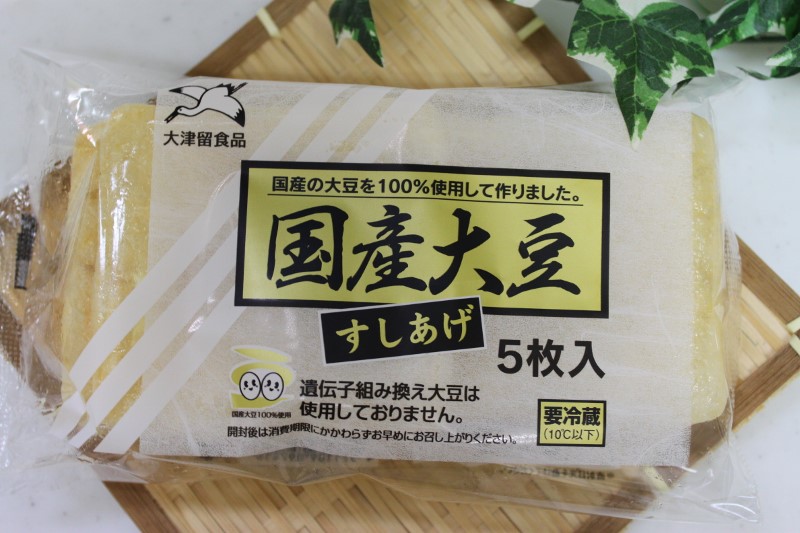 大津留食品
国産の大豆を100%使用して作りました。
国産大豆
すしあげ
5枚入
国産大豆100%使用
遺伝子組み換え大豆は
使用しておりません。
要冷蔵
(10℃以下)
開封後は消費期限にかかわらずお早めにお召し上がりください。